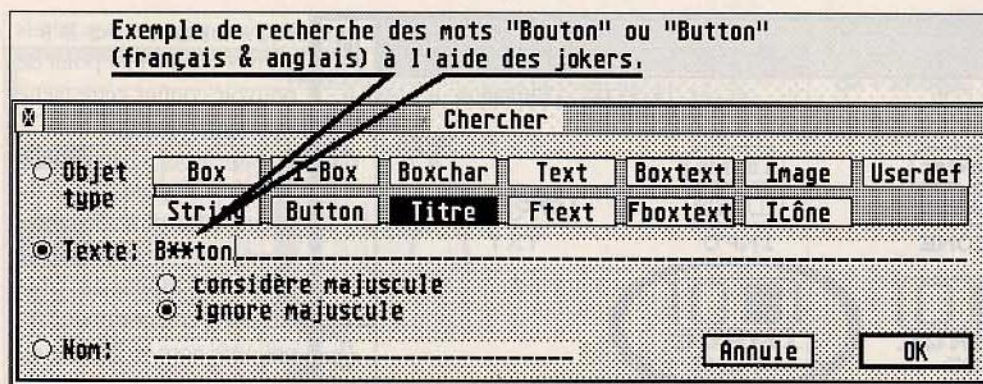 Exemple de recherche des mots "Bouton" ou "Button"
(français & anglais) à l'aide des jokers.
Chercher
Objet Box I-Box Boxchar Text Boxtext Image Userdef
type String Button Titre Ftext Fboxtext Icône
Texte: B**ton
considère majuscule
ignore majuscule
Nom: Annule OK